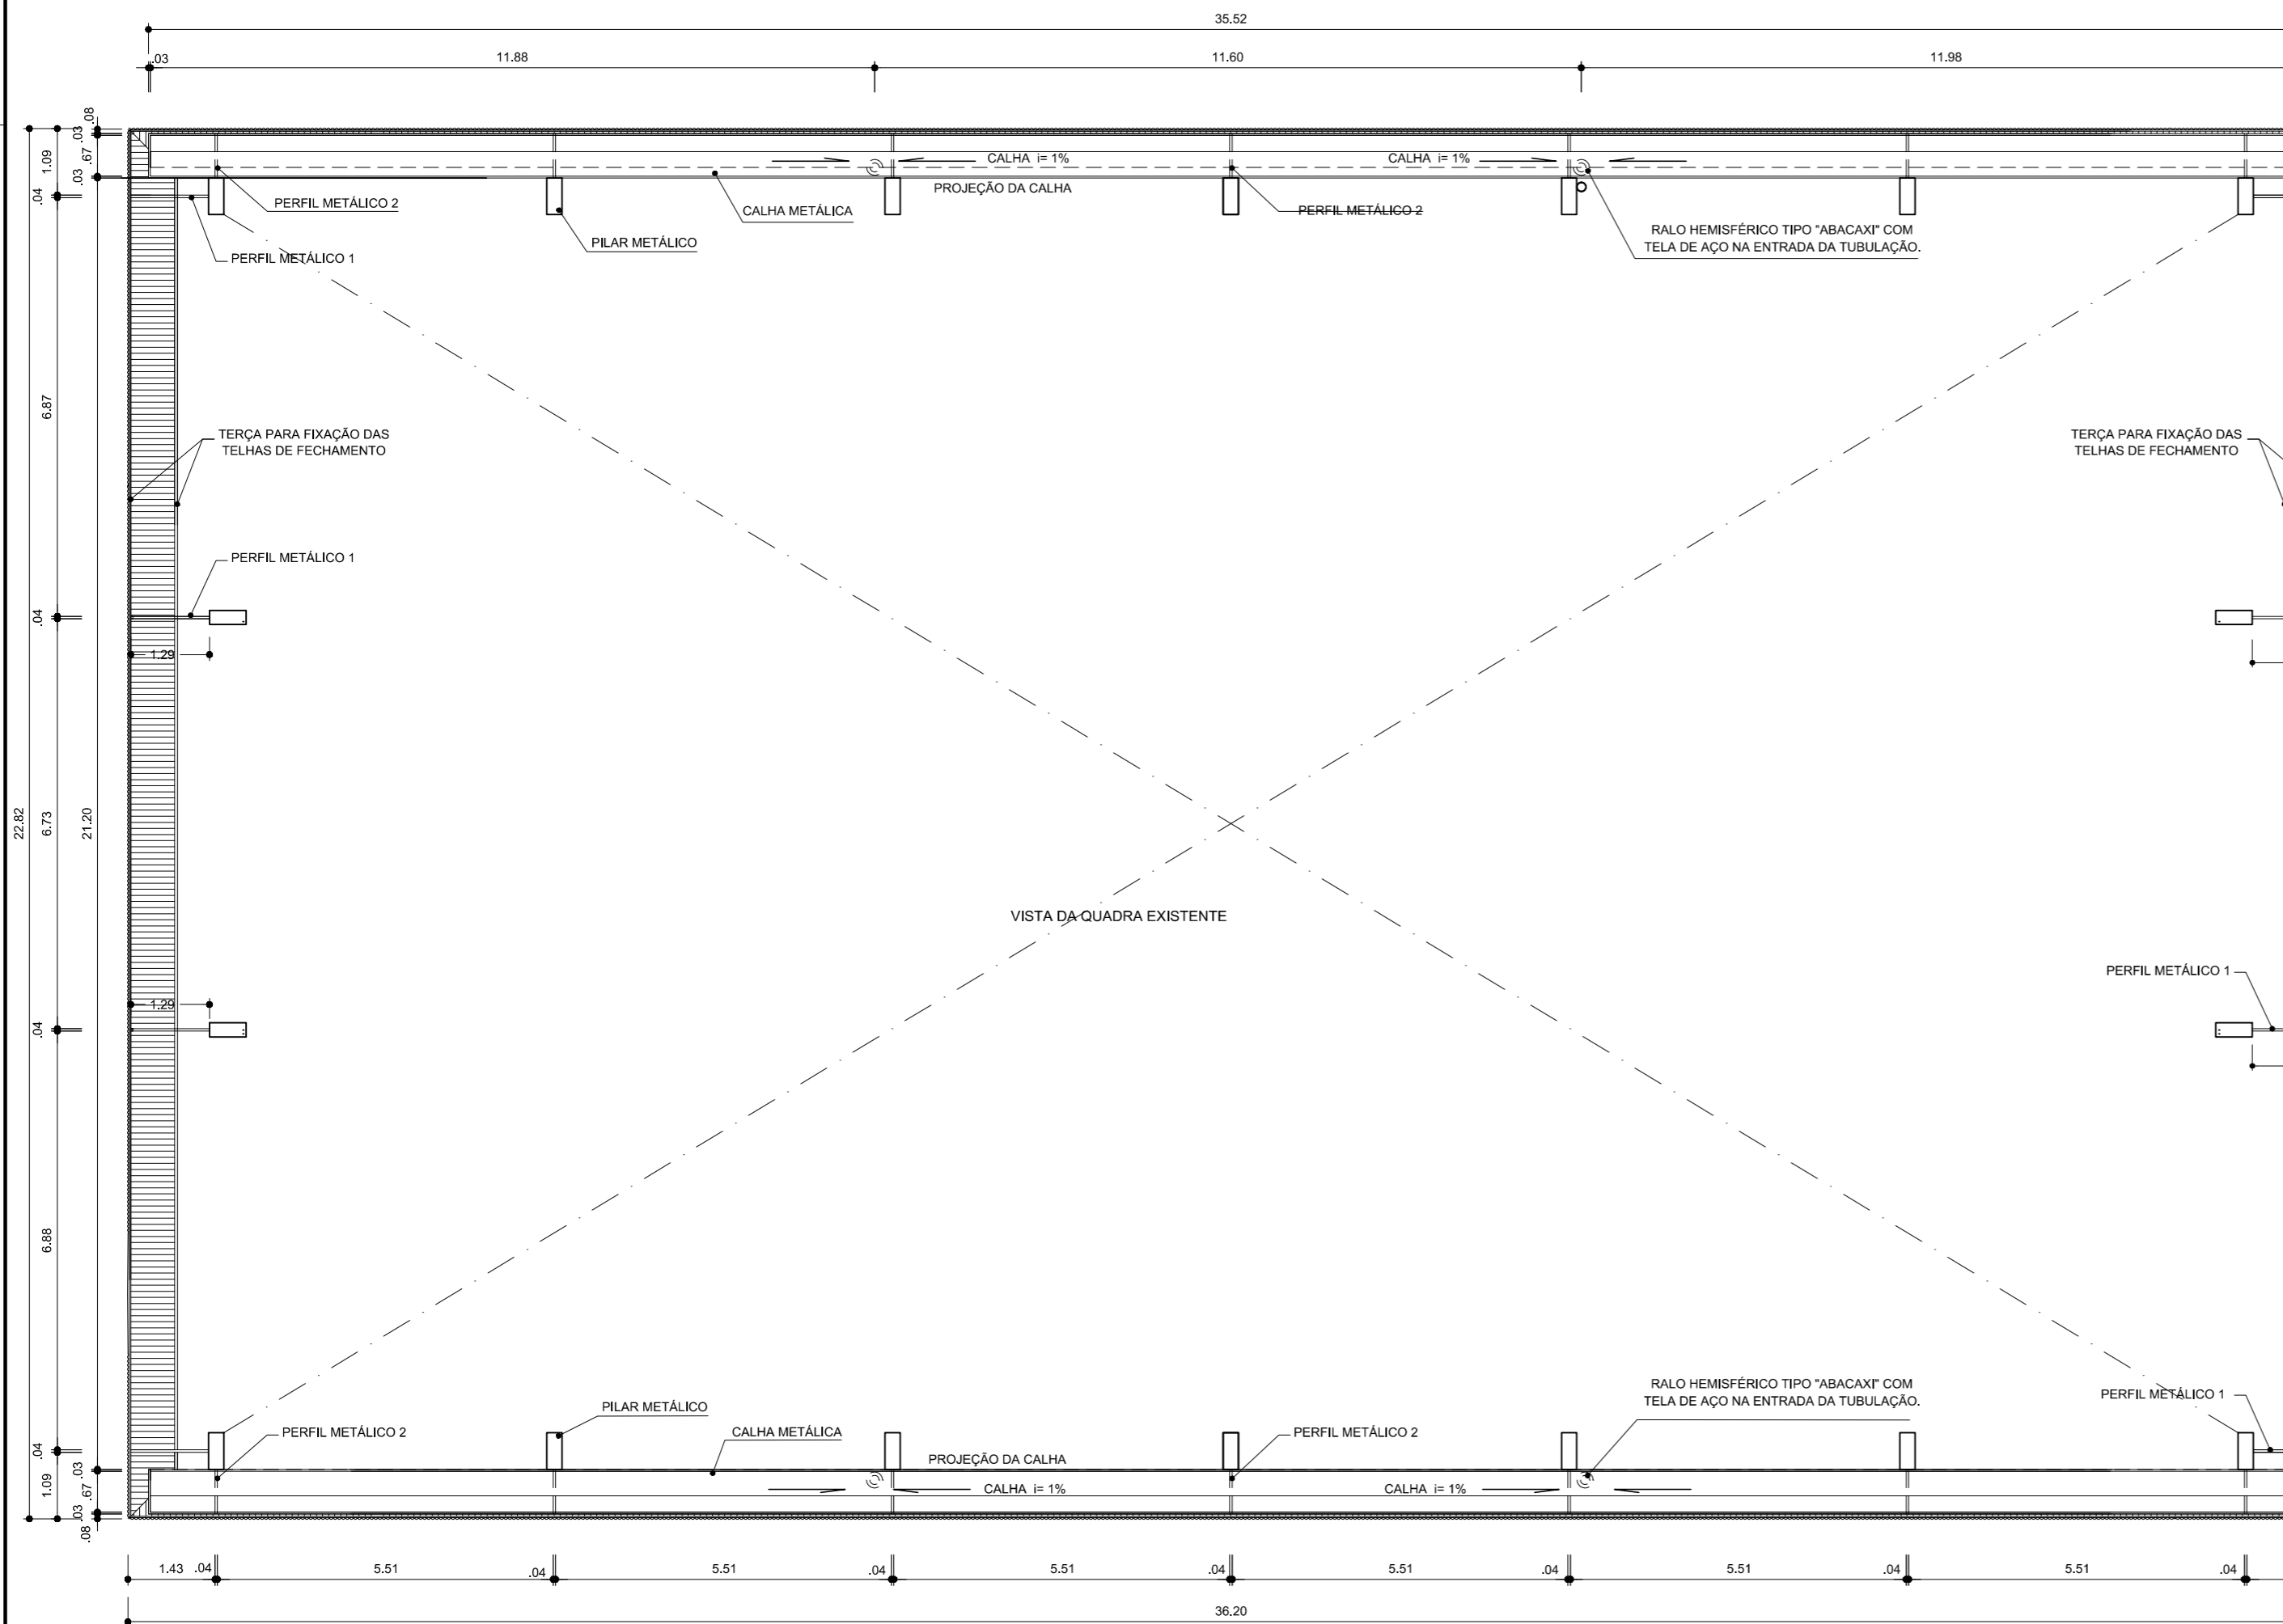 35.52
.03
11.88
11.60
11.98
.08
.03
1.09
.67
.03
.04
CALHA i= 1%
CALHA i= 1%
PROJEÇÃO DA CALHA
PERFIL METÁLICO 2
CALHA METÁLICA
PERFIL METÁLICO 2
PILAR METÁLICO
RALO HEMISFÉRICO TIPO "ABACAXI" COM
TELA DE AÇO NA ENTRADA DA TUBULAÇÃO.
PERFIL METÁLICO 1
6.87
TERÇA PARA FIXAÇÃO DAS
TELHAS DE FECHAMENTO
TERÇA PARA FIXAÇÃO DAS
TELHAS DE FECHAMENTO
PERFIL METÁLICO 1
.04
1.29
22.82
6.73
21.20
VISTA DA QUADRA EXISTENTE
PERFIL METÁLICO 1
1.29
.04
6.88
RALO HEMISFÉRICO TIPO "ABACAXI" COM
TELA DE AÇO NA ENTRADA DA TUBULAÇÃO.
PERFIL METÁLICO 1
PILAR METÁLICO
PERFIL METÁLICO 2
CALHA METÁLICA
PERFIL METÁLICO 2
PROJEÇÃO DA CALHA
.04
.03
1.09
.67
.03
.08
CALHA i= 1%
CALHA i= 1%
1.43
.04
5.51
.04
5.51
.04
5.51
.04
5.51
.04
5.51
.04
5.51
.04
36.20